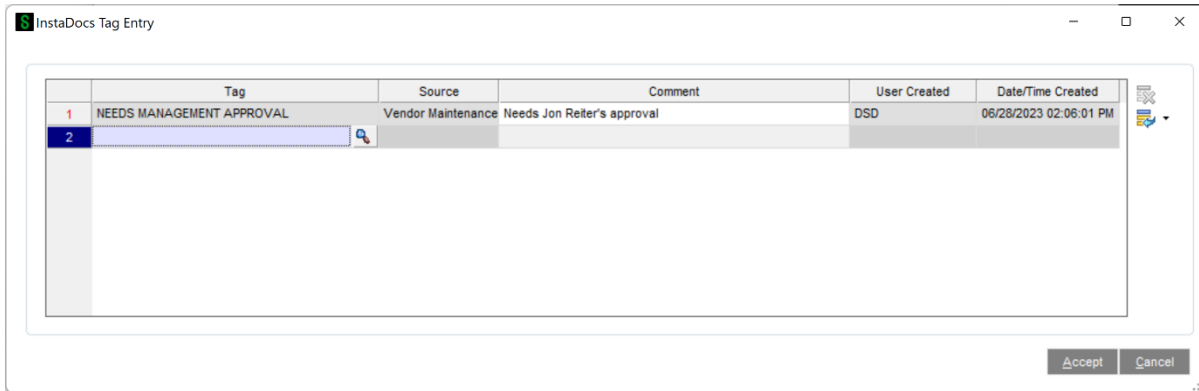 S InstaDocs Tag Entry
Tag Source Comment User Created Date/Time Created
1 NEEDS MANAGEMENT APPROVAL Vendor Maintenance Needs Jon Reiter's approval DSD 06/28/2023 02:06:01 PM
2
Accept Cancel